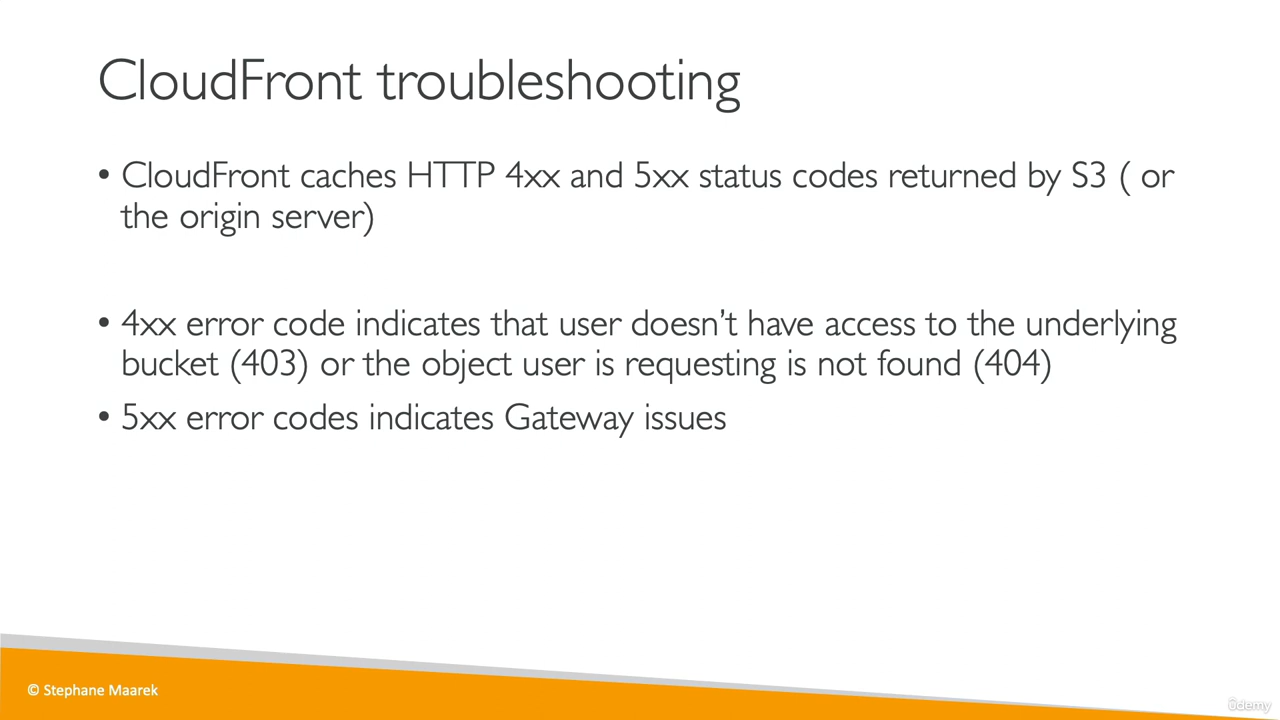 CloudFront troubleshooting
• CloudFront caches HTTP 4xx and 5xx status codes returned by S3 ( or
the origin server)
• 4xx error code indicates that user doesn’t have access to the underlying
bucket (403) or the object user is requesting is not found (404)
• 5xx error codes indicates Gateway issues
© Stephane Maarek
ûdemy